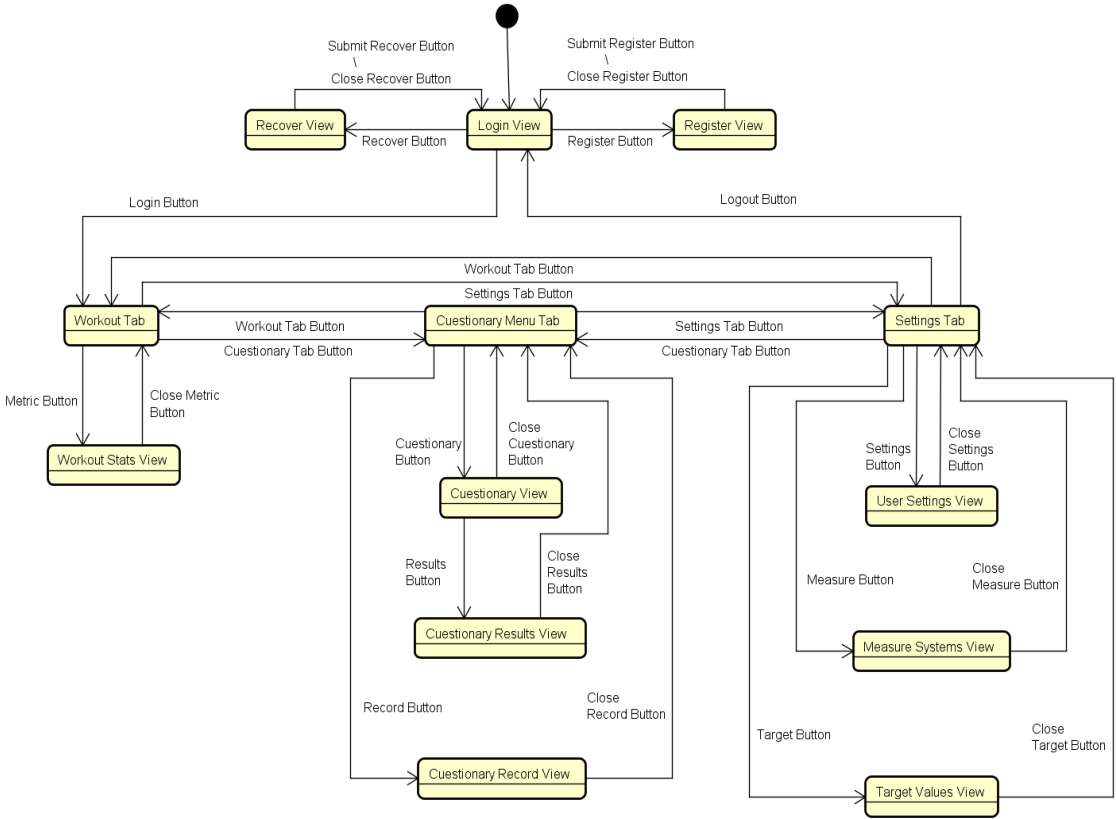 Submit Recover Button
\
Close Recover Button
Submit Register Button
\
Close Register Button
Recover View
Login View
Register View
Recover Button
Register Button
Login Button
Logout Button
Workout Tab Button
Settings Tab Button
Workout Tab
Cuestionary Menu Tab
Settings Tab
Workout Tab Button
Settings Tab Button
Cuestionary Tab Button
Cuestionary Tab Button
Metric Button
Close Metric
Button
Workout Stats View
Cuestionary
Button
Close
Cuestionary
Button
Cuestionary View
Settings
Button
Close
Settings
Button
User Settings View
Results
Button
Close
Results
Button
Cuestionary Results View
Measure Button
Close
Measure Button
Measure Systems View
Record Button
Close
Record Button
Cuestionary Record View
Target Button
Close
Target Button
Target Values View